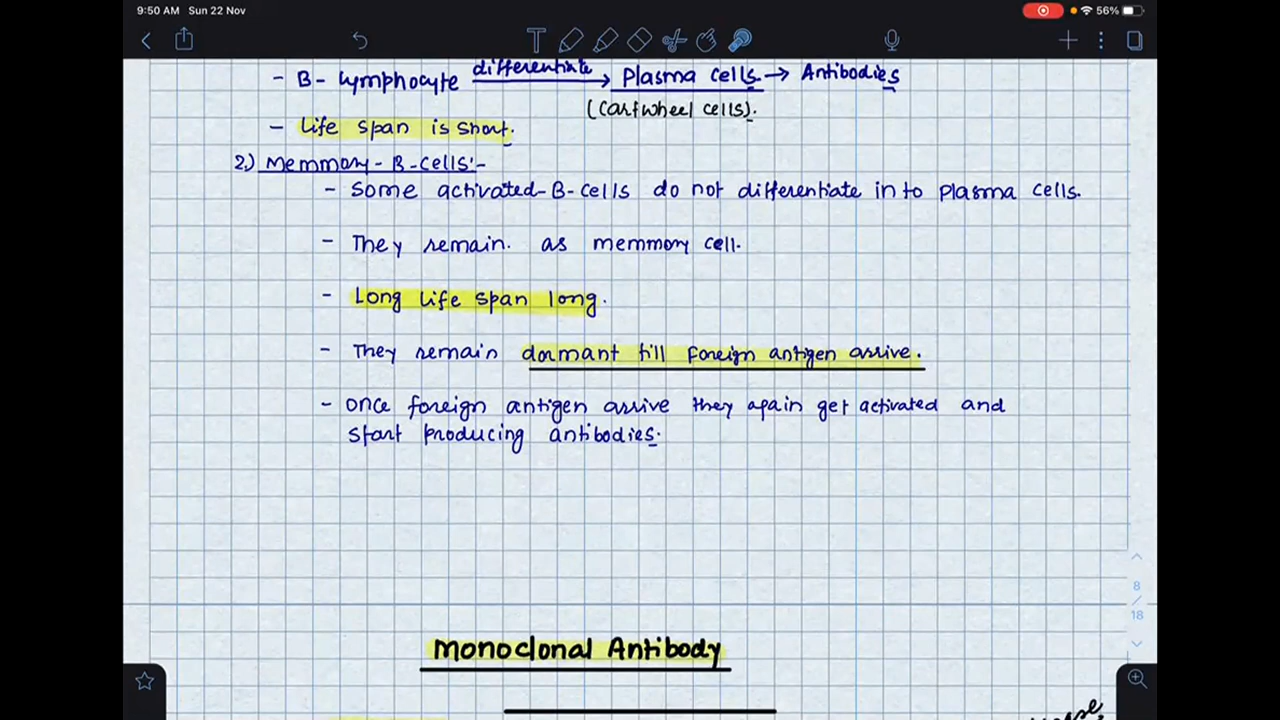 9:50 AM Sun 22 Nov
56%
- B- Lymphocyte differentiate Plasma cells → Antibodies
(Cartwheel cells).
- Life span is short.
2.) Memmory - B-cells:-
- Some activated-B-cells do not differentiate in to plasma cells.
- They remain. as memmory cell.
- Long life span long.
- They remain dormant till foreign antigen arrive.
- once foreign antigen arrive they again get activated and
start producing antibodies.
8
/
18
Monoclonal Antibody